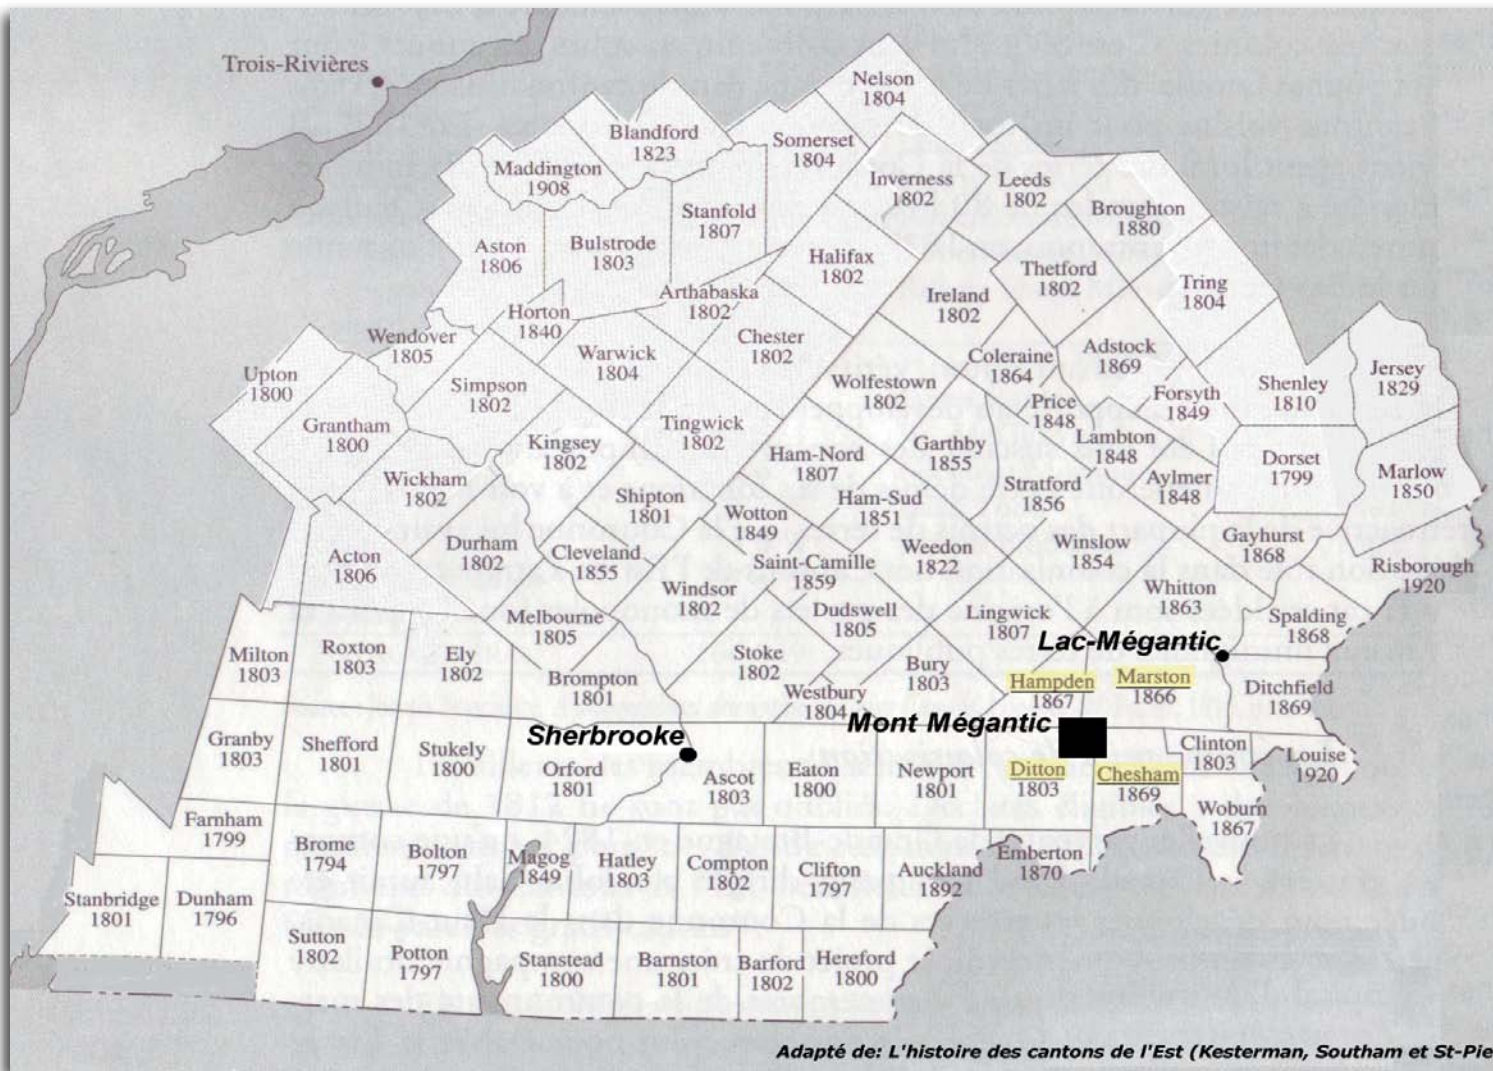 Trois-Rivières
Nelson
1804
Blandford
1823
Somerset
1804
Maddington
1908
Inverness
1802
Leeds
1802
Broughton
1880
Stanfold
1807
Bulstrode
1803
Aston
1806
Halifax
1802
Thetford
1802
Tring
1804
Ireland
1802
Arthabaska
1802
Horton
1840
Wendover
1805
Chester
1802
Warwick
1804
Coleraine
1864
Adstock
1869
Jersey
1829
Upton
1800
Simpson
1802
Wolfestown
1802
Price
1848
Forsyth
1849
Shenley
1810
Grantham
1800
Kingsey
1802
Tingwick
1802
Garthby
1855
Lambton
1848
Ham-Nord
1807
Dorset
1799
Marlow
1850
Wickham
1802
Shipton
1801
Ham-Sud
1851
Stratford
1856
Aylmer
1848
Wotton
1849
Durham
1802
Cleveland
1855
Saint-Camille
1859
Weedon
1822
Winslow
1854
Gayhurst
1868
Acton
1806
Risborough
1920
Windsor
1802
Whitton
1863
Melbourne
1805
Dudswell
1805
Lingwick
1807
Spalding
1868
Lac-Mégantic
Milton
1803
Roxton
1803
Ely
1802
Stoke
1802
Bury
1803
Brompton
1801
Westbury
1804
Hampden
1867
Marston
1866
Ditchfield
1869
Mont Mégantic
Sherbrooke
Granby
1803
Shefford
1801
Stukely
1800
Orford
1801
Ascot
1803
Eaton
1800
Newport
1801
Ditton
1803
Chesham
1869
Clinton
1803
Louise
1920
Woburn
1867
Farnham
1799
Brome
1794
Bolton
1797
Magog
1849
Hatley
1803
Compton
1802
Clifton
1797
Auckland
1892
Emberton
1870
Stanbridge
1801
Dunham
1796
Sutton
1802
Potton
1797
Stanstead
1800
Barnston
1801
Barford
1802
Hereford
1800
Adapté de: L'histoire des cantons de l'Est (Kesterman, Southam et St-Pie